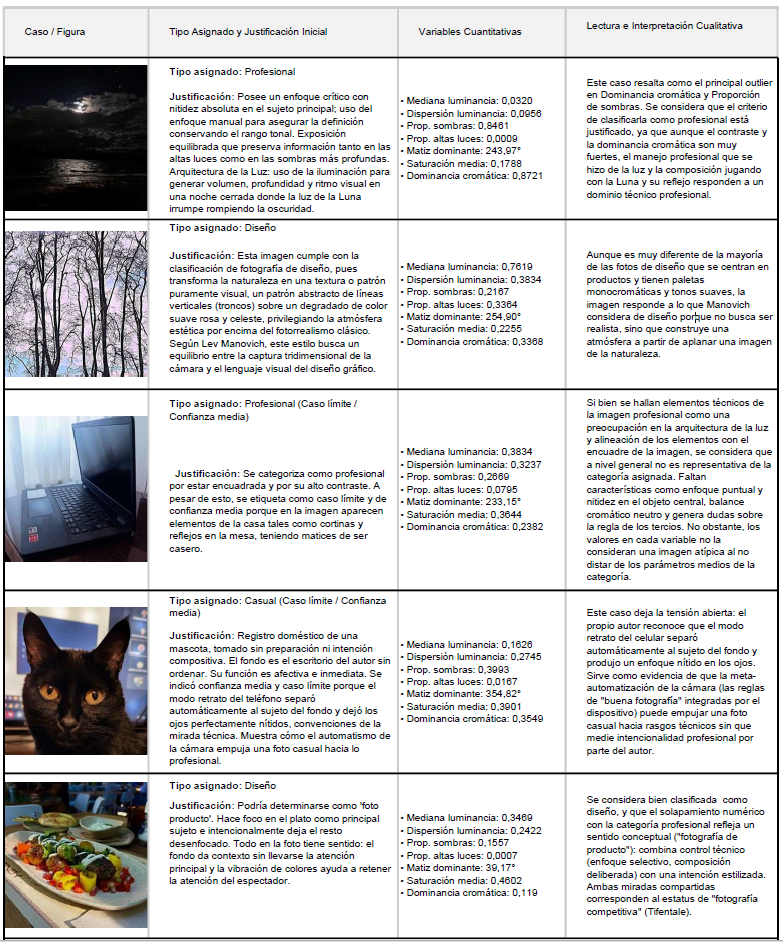 Caso / Figura
Tipo Asignado y Justificación Inicial
Variables Cuantitativas
Lectura e Interpretación Cualitativa
Tipo asignado: Profesional
Justificación: Posee un enfoque crítico con
nitidez absoluta en el sujeto principal; uso del
enfoque manual para asegurar la definición
conservando el rango tonal. Exposición
equilibrada que preserva información tanto en las
altas luces como en las sombras más profundas.
Arquitectura de la Luz: uso de la iluminación para
generar volumen, profundidad y ritmo visual en
una noche cerrada donde la luz de la Luna
irrumpe rompiendo la oscuridad.
• Mediana luminancia: 0,0320
• Dispersión luminancia: 0,0956
• Prop. sombras: 0,8461
• Prop. altas luces: 0,0009
• Matiz dominante: 243,97°
• Saturación media: 0,1788
• Dominancia cromática: 0,8721
Este caso resalta como el principal outlier
en Dominancia cromática y Proporción
de sombras. Se considera que el criterio
de clasificarla como profesional está
justificado, ya que aunque el contraste y
la dominancia cromática son muy
fuertes, el manejo profesional que se
hizo de la luz y la composición jugando
con la Luna y su reflejo responden a un
dominio técnico profesional.
Tipo asignado: Diseño
Justificación: Esta imagen cumple con la
clasificación de fotografía de diseño, pues
transforma la naturaleza en una textura o patrón
puramente visual, un patrón abstracto de líneas
verticales (troncos) sobre un degradado de color
suave rosa y celeste, privilegiando la atmósfera
estética por encima del fotorrealismo clásico.
Según Lev Manovich, este estilo busca un
equilibrio entre la captura tridimensional de la
cámara y el lenguaje visual del diseño gráfico.
• Mediana luminancia: 0,7619
• Dispersión luminancia: 0,3834
• Prop. sombras: 0,2167
• Prop. altas luces: 0,3364
• Matiz dominante: 254,90°
• Saturación media: 0,2255
• Dominancia cromática: 0,3368
Aunque es muy diferente de la mayoría
de las fotos de diseño que se centran en
productos y tienen paletas
monocromáticas y tonos suaves, la
imagen responde a lo que Manovich
considera de diseño porque no busca ser
realista, sino que construye una
atmósfera a partir de aplanar una imagen
de la naturaleza.
Tipo asignado: Profesional (Caso límite /
Confianza media)
Justificación: Se categoriza como profesional
por estar encuadrada y por su alto contraste. A
pesar de esto, se etiqueta como caso límite y de
confianza media porque en la imagen aparecen
elementos de la casa tales como cortinas y
reflejos en la mesa, teniendo matices de ser
casero.
• Mediana luminancia: 0,3834
• Dispersión luminancia: 0,3237
• Prop. sombras: 0,2669
• Prop. altas luces: 0,0795
• Matiz dominante: 233,15°
• Saturación media: 0,3644
• Dominancia cromática: 0,2382
Si bien se hallan elementos técnicos de
la imagen profesional como una
preocupación en la arquitectura de la luz
y alineación de los elementos con el
encuadre de la imagen, se considera que
a nivel general no es representativa de la
categoría asignada. Faltan
características como enfoque puntual y
nitidez en el objeto central, balance
cromático neutro y genera dudas sobre
la regla de los tercios. No obstante, los
valores en cada variable no la
consideran una imagen atípica al no
distar de los parámetros medios de la
categoría.
Tipo asignado: Casual (Caso límite / Confianza
media)
Justificación: Registro doméstico de una
mascota, tomado sin preparación ni intención
compositiva. El fondo es el escritorio del autor sin
ordenar. Su función es afectiva e inmediata. Se
indicó confianza media y caso límite porque el
modo retrato del teléfono separó
automáticamente al sujeto del fondo y dejó los
ojos perfectamente nítidos, convenciones de la
mirada técnica. Muestra cómo el automatismo de
la cámara empuja una foto casual hacia lo
profesional.
• Mediana luminancia: 0,1626
• Dispersión luminancia: 0,2745
• Prop. sombras: 0,3993
• Prop. altas luces: 0,0167
• Matiz dominante: 354,82°
• Saturación media: 0,3901
• Dominancia cromática: 0,3549
Este caso deja la tensión abierta: el
propio autor reconoce que el modo
retrato del celular separó
automáticamente al sujeto del fondo y
produjo un enfoque nítido en los ojos.
Sirve como evidencia de que la meta-
automatización de la cámara (las reglas
de "buena fotografía" integradas por el
dispositivo) puede empujar una foto
casual hacia rasgos técnicos sin que
medie intencionalidad profesional por
parte del autor.
Tipo asignado: Diseño
Justificación: Podría determinarse como 'foto
producto'. Hace foco en el plato como principal
sujeto e intencionalmente deja el resto
desenfocado. Todo en la foto tiene sentido: el
fondo da contexto sin llevarse la atención
principal y la vibración de colores ayuda a retener
la atención del espectador.
• Mediana luminancia: 0,3469
• Dispersión luminancia: 0,2422
• Prop. sombras: 0,1557
• Prop. altas luces: 0,0007
• Matiz dominante: 39,17°
• Saturación media: 0,4602
• Dominancia cromática: 0,119
Se considera bien clasificada como
diseño, y que el solapamiento numérico
con la categoría profesional refleja un
sentido conceptual ("fotografía de
producto"): combina control técnico
(enfoque selectivo, composición
deliberada) con una intención estilizada.
Ambas miradas compartidas
corresponden al estatus de "fotografía
competitiva" (Tifentale).